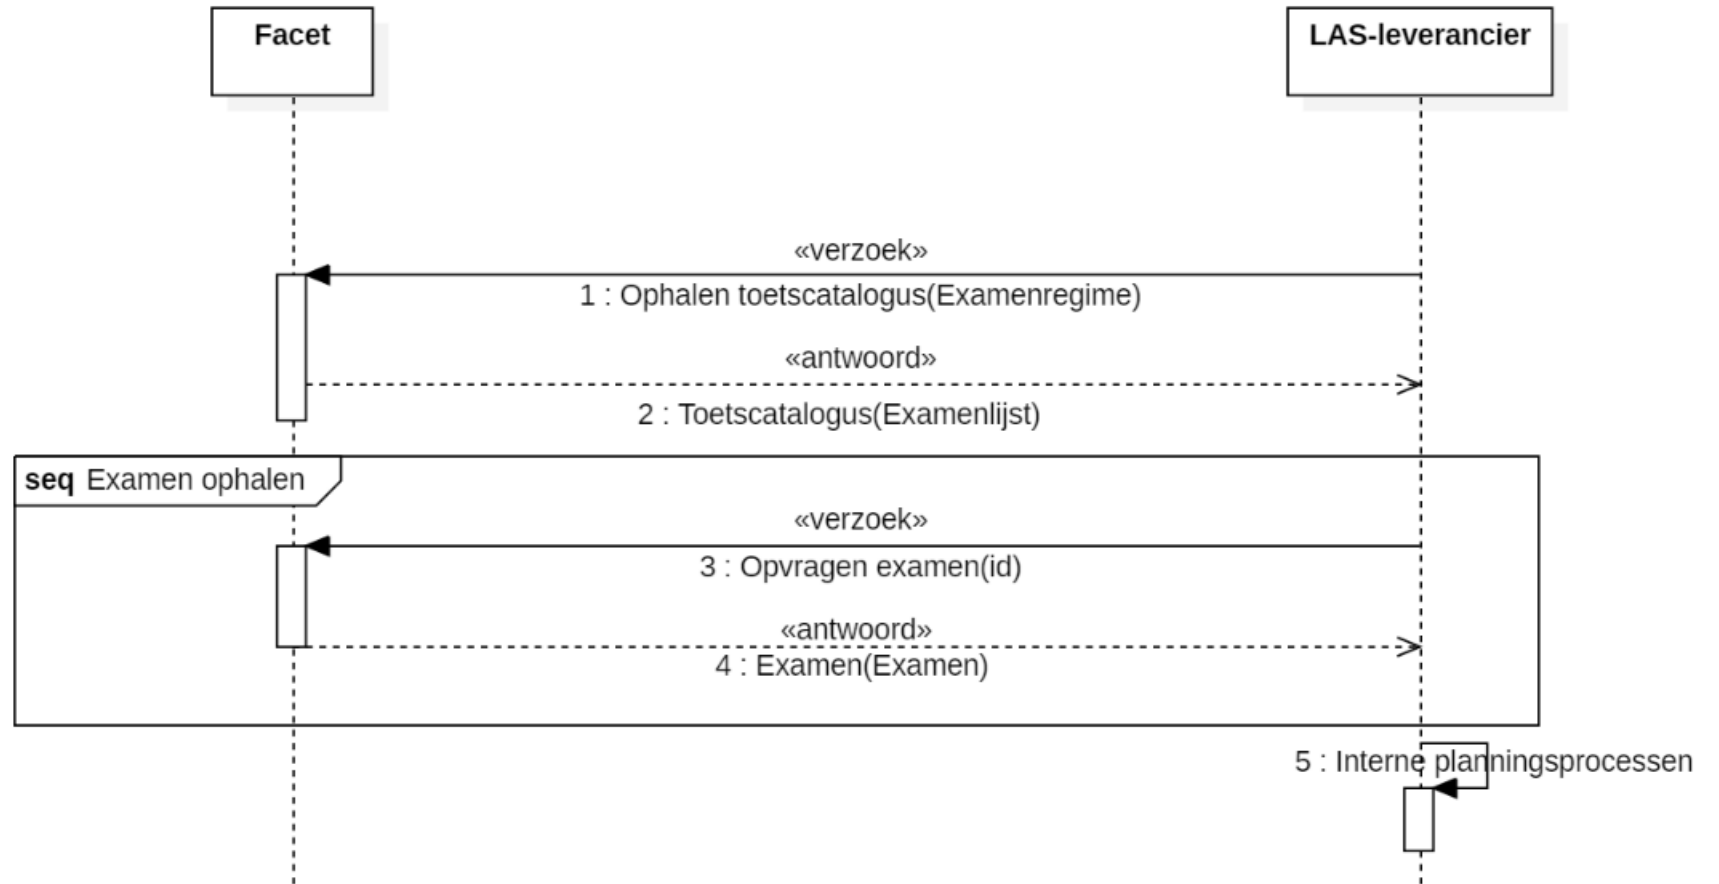 Facet
LAS-leverancier
«verzoek»
1 : Ophalen toetscatalogus(Examenregime)
«antwoord»
2 : Toetscatalogus(Examenlijst)
seq Examen ophalen
«verzoek»
3 : Opvragen examen(id)
«antwoord»
4 : Examen(Examen)
5 : Interne planningsprocessen